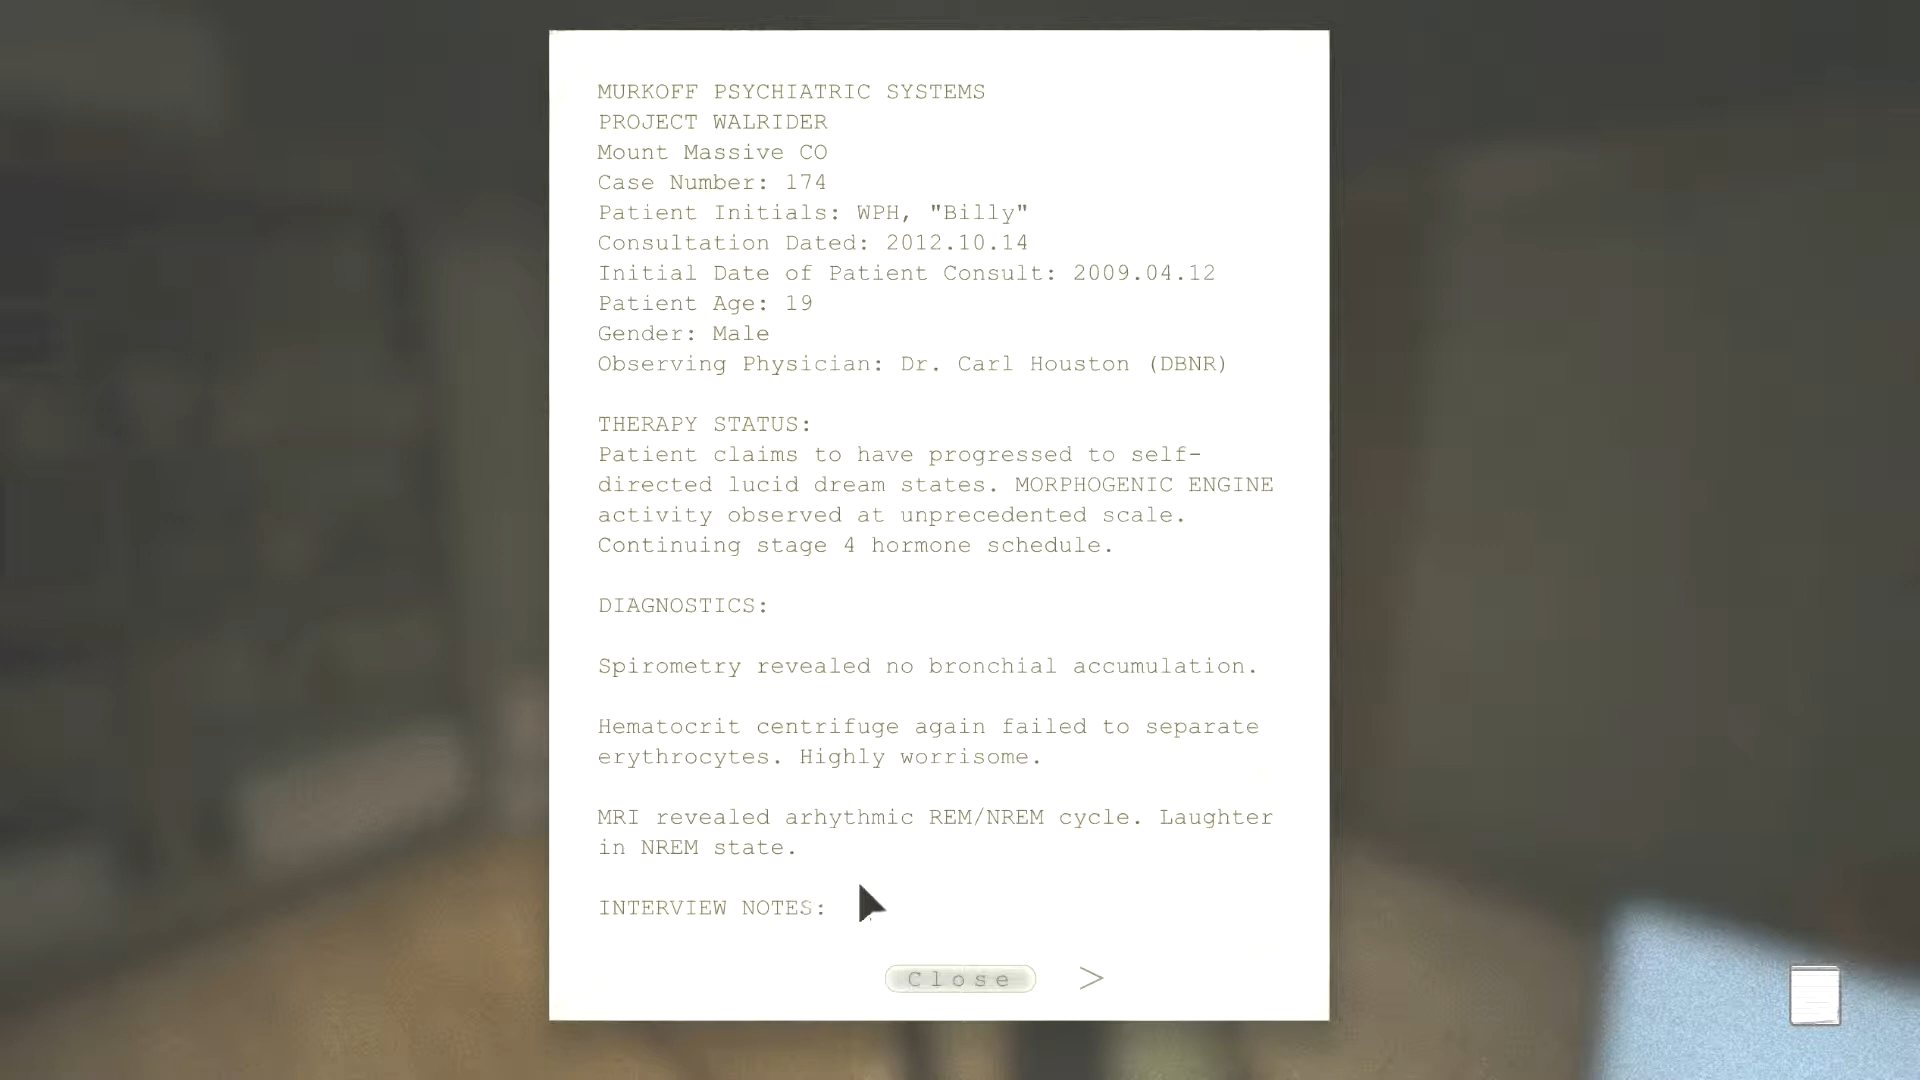 MURKOFF PSYCHIATRIC SYSTEMS
PROJECT WALRIDER
Mount Massive CO
Case Number: 174
Patient Initials: WPH, "Billy"
Consultation Dated: 2012.10.14
Initial Date of Patient Consult: 2009.04.12
Patient Age: 19
Gender: Male
Observing Physician: Dr. Carl Houston (DBNR)
THERAPY STATUS:
Patient claims to have progressed to self-
directed lucid dream states. MORPHOGENIC ENGINE
activity observed at unprecedented scale.
Continuing stage 4 hormone schedule.
DIAGNOSTICS:
Spirometry revealed no bronchial accumulation.
Hematocrit centrifuge again failed to separate
erythrocytes. Highly worrisome.
MRI revealed arhythmic REM/NREM cycle. Laughter
in NREM state.
INTERVIEW NOTES:
Close >